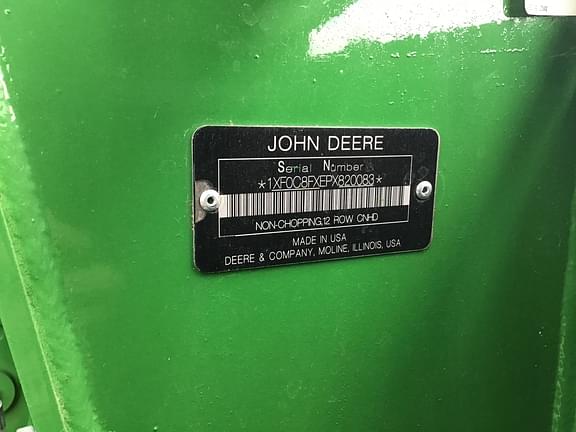 JOHN DEERE
Serial Number
*1XF0C8FXEPX820083*
NON-CHOPPING,12 ROW CNHD
MADE IN USA
DEERE & COMPANY, MOLINE, ILLINOIS, USA